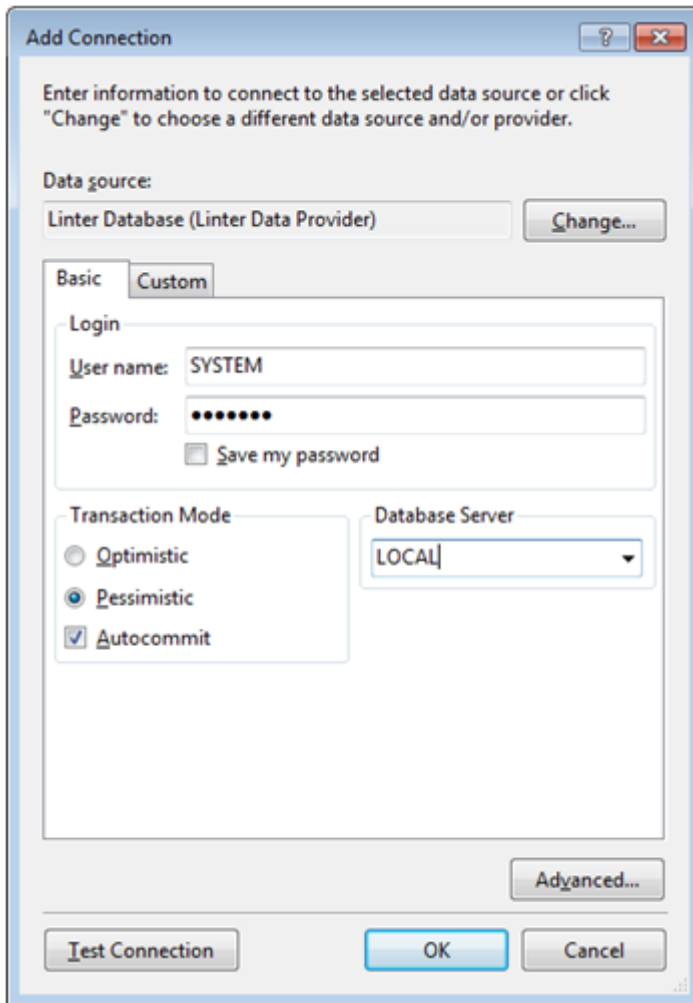 Add Connection
?
Enter information to connect to the selected data source or click
"Change" to choose a different data source and/or provider.
Data source:
Linter Database (Linter Data Provider)
Change...
Basic
Custom
Login
User name:
SYSTEM
Password:
•••••••
Save my password
Transaction Mode
Database Server
Optimistic
LOCAL
Pessimistic
Autocommit
Advanced...
Test Connection
OK
Cancel